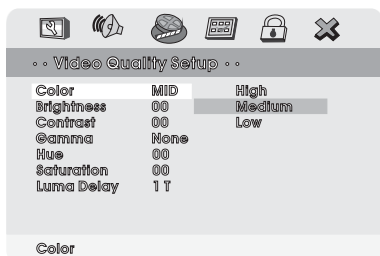 ·· Video Quality Setup ··
Color MID High
Brightness 00 Medium
Contrast 00 Low
Gamma None
Hue 00
Saturation 00
Luma Delay 1 T
Color